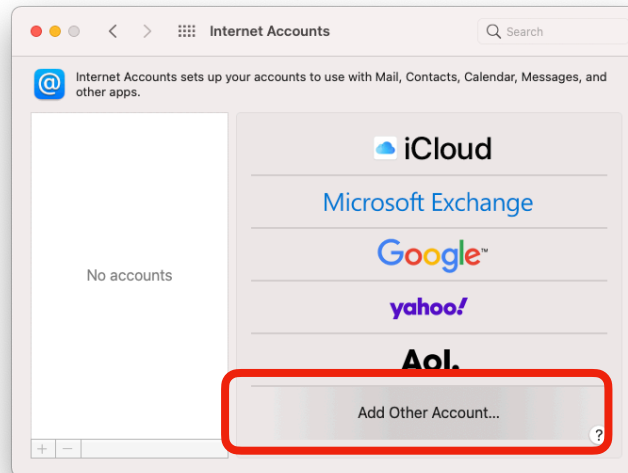 Internet Accounts
Search
Internet Accounts sets up your accounts to use with Mail, Contacts, Calendar, Messages, and
other apps.
No accounts
iCloud
Microsoft Exchange
Google™
yahoo!
Aol.
Add Other Account...
?
+ −